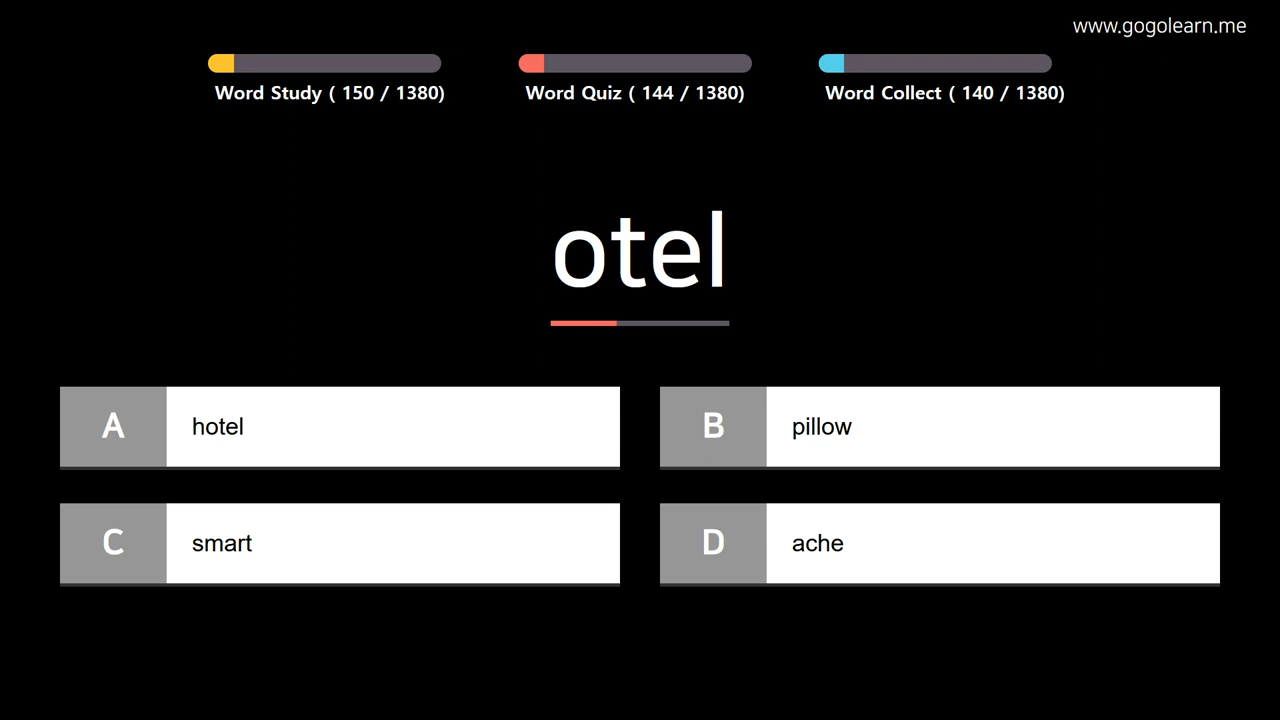 www.gogolearn.me
Word Study ( 150 / 1380)
Word Quiz ( 144 / 1380)
Word Collect ( 140 / 1380)
otel
A
hotel
B
pillow
C
smart
D
ache